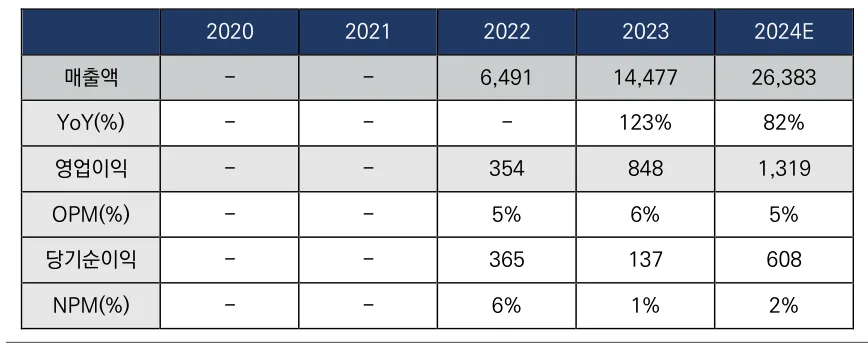 2020 2021 2022 2023 2024E
매출액 – – 6,491 14,477 26,383
YoY(%) – – – 123% 82%
영업이익 – – 354 848 1,319
OPM(%) – – 5% 6% 5%
당기순이익 – – 365 137 608
NPM(%) – – 6% 1% 2%